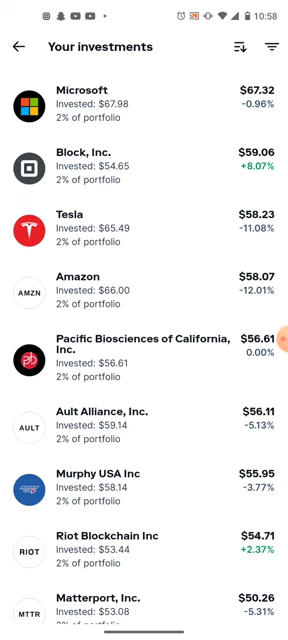 10:58
Your investments
Microsoft
$67.32
Invested: $67.98
-0.96%
2% of portfolio
Block, Inc.
$59.06
Invested: $54.65
+8.07%
2% of portfolio
Tesla
$58.23
Invested: $65.49
-11.08%
2% of portfolio
AMZN
Amazon
$58.07
Invested: $66.00
-12.01%
2% of portfolio
Pacific Biosciences of California,
Inc.
$56.61
Invested: $56.61
0.00%
2% of portfolio
AULT
Ault Alliance, Inc.
$56.11
Invested: $59.14
-5.13%
2% of portfolio
Murphy USA Inc
$55.95
Invested: $58.14
-3.77%
2% of portfolio
RIOT
Riot Blockchain Inc
$54.71
Invested: $53.44
+2.37%
2% of portfolio
MTTR
Matterport, Inc.
$50.26
Invested: $53.08
-5.31%
2% of portfolio